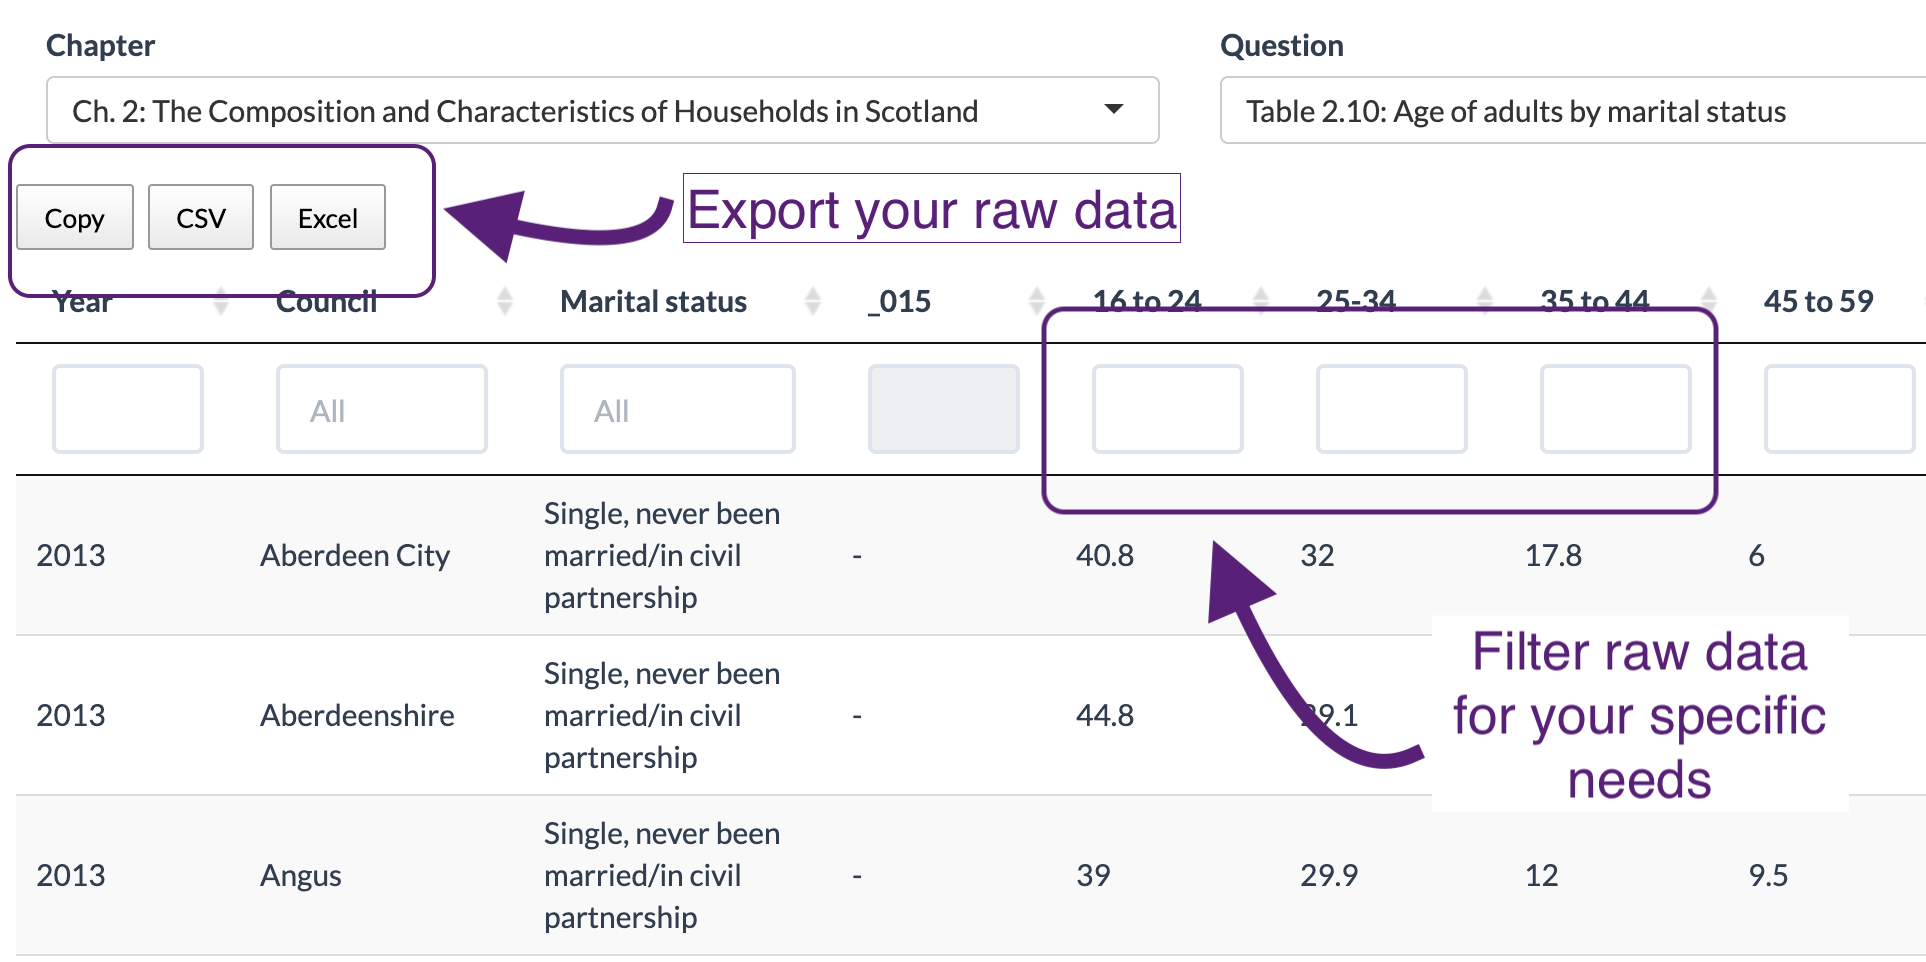 Chapter
Question
Ch. 2: The Composition and Characteristics of Households in Scotland
Table 2.10: Age of adults by marital status
Copy
CSV
Excel
Export your raw data
Year
Council
Marital status
_015
16 to 24
25-34
35 to 44
45 to 59
All
All
2013
Aberdeen City
Single, never been
married/in civil
partnership
-
40.8
32
17.8
6
2013
Aberdeenshire
Single, never been
married/in civil
partnership
-
44.8
29.1
Filter raw data
for your specific
needs
2013
Angus
Single, never been
married/in civil
partnership
-
39
29.9
12
9.5